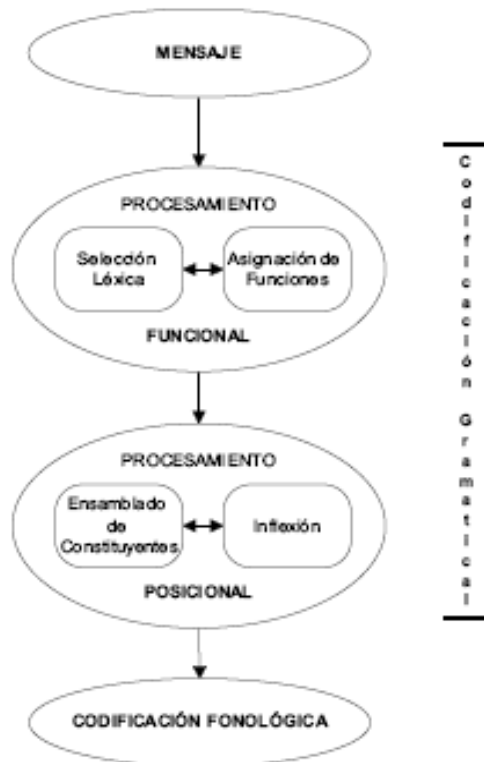 MENSAJE
PROCESAMIENTO
Selección
Léxica
Asignación de
Funciones
FUNCIONAL
PROCESAMIENTO
Ensamblado
de
Constituyentes
Inflexión
POSICIONAL
CODIFICACIÓN FONOLÓGICA
Codificación Gramatical